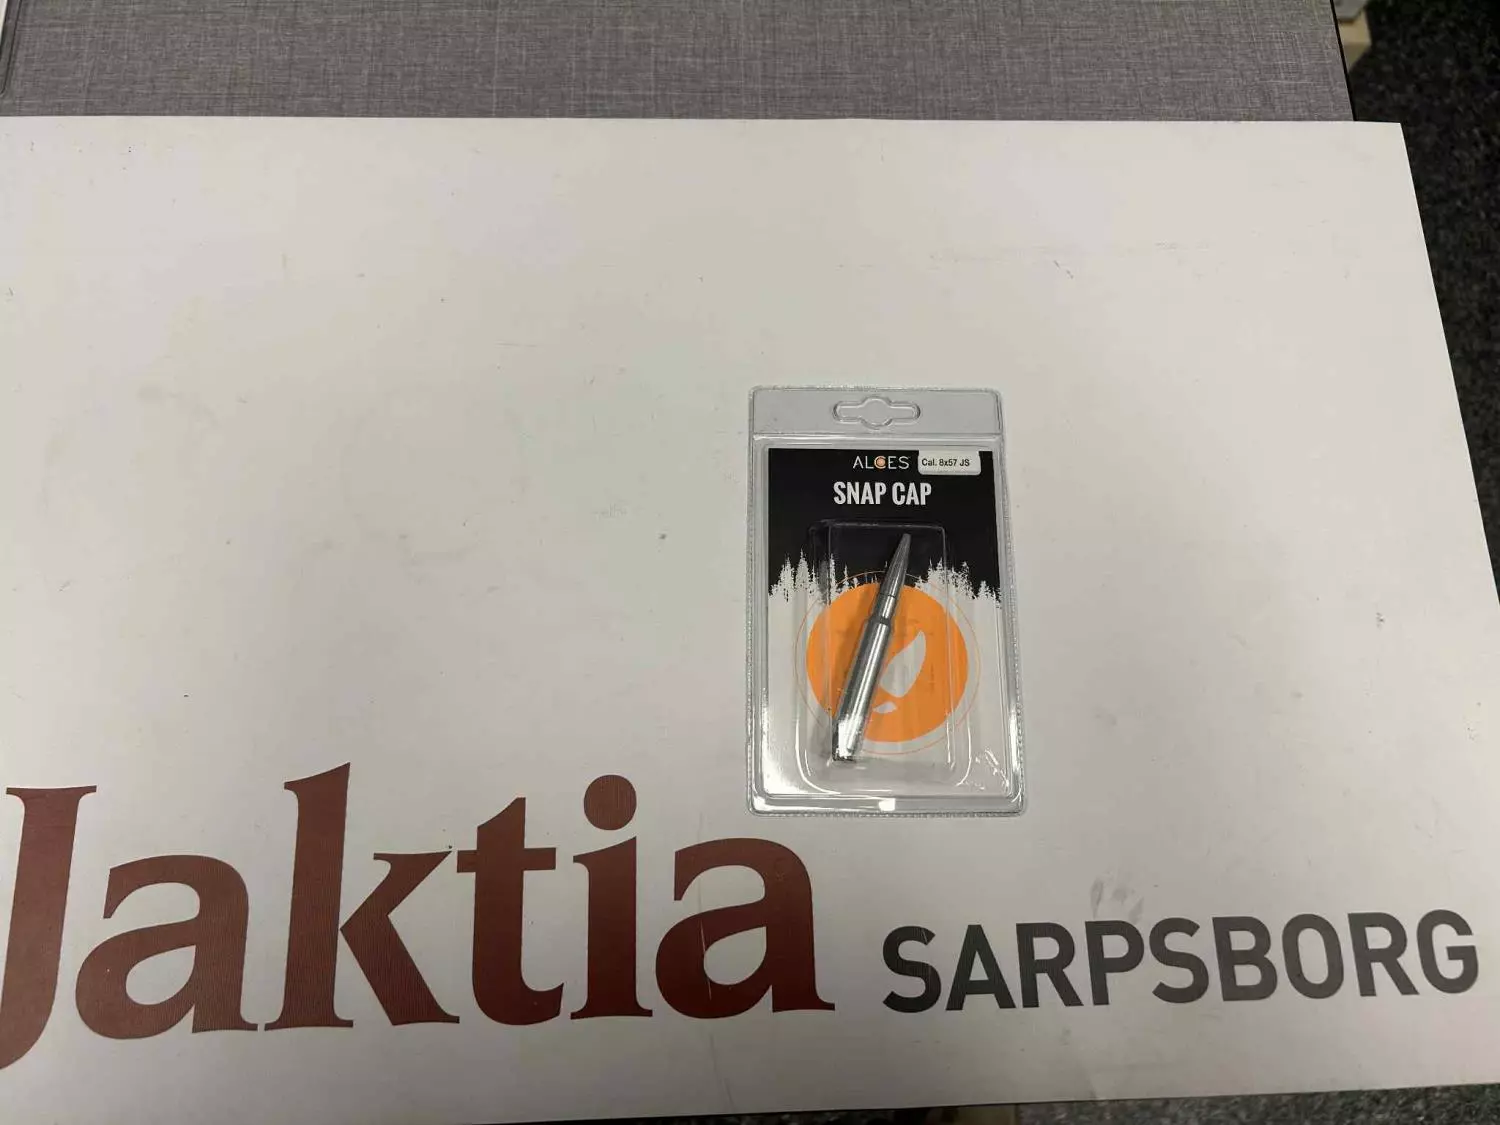 ALCES
Cal. 8x57 JS
SNAP CAP
Jaktia SARPSBORG